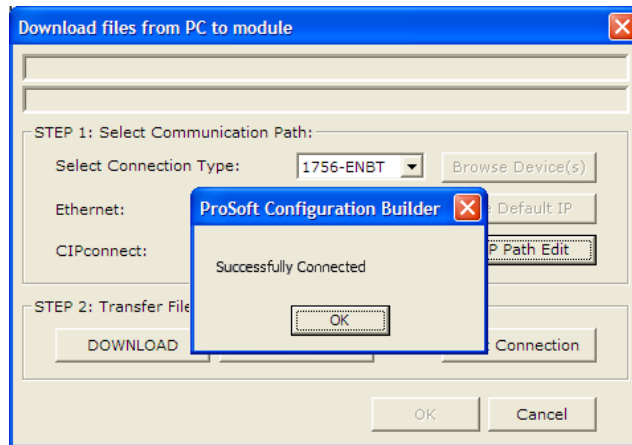 Download files from PC to module
STEP 1: Select Communication Path:
Select Connection Type:
1756-ENBT
Browse Device(s)
Ethernet:
Default IP
CIPconnect:
Path Edit
ProSoft Configuration Builder
Successfully Connected
OK
STEP 2: Transfer File
DOWNLOAD
Connection
OK
Cancel